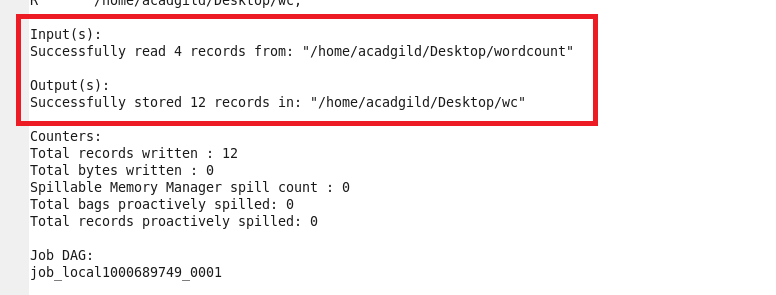 R /home/acadgild/Desktop/wc,
Input(s):
Successfully read 4 records from: "/home/acadgild/Desktop/wordcount"
Output(s):
Successfully stored 12 records in: "/home/acadgild/Desktop/wc"
Counters:
Total records written : 12
Total bytes written : 0
Spillable Memory Manager spill count : 0
Total bags proactively spilled: 0
Total records proactively spilled: 0
Job DAG:
job_local1000689749_0001